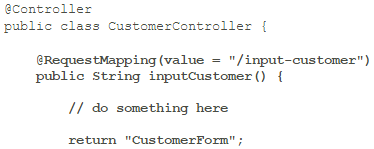 @Controller
public class CustomerController {
@RequestMapping(value = "/input-customer")
public String inputCustomer() {
// do something here
return "CustomerForm";